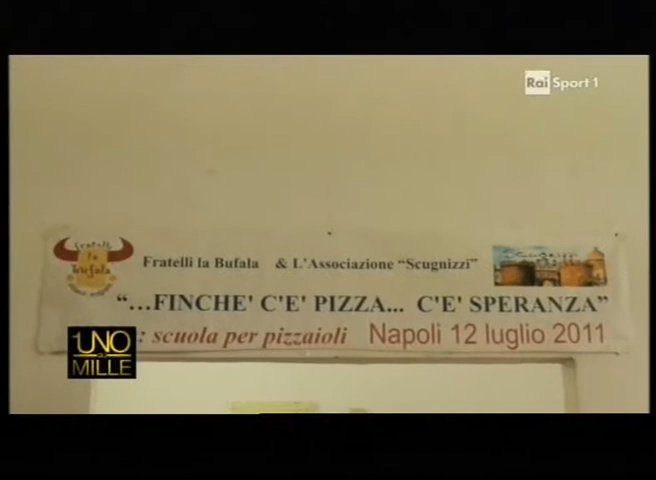 Rai Sport 1
Fratelli la Bufala & L'Associazione "Scugnizzi"
"...FINCHE' C'E' PIZZA... C'E' SPERANZA"
: scuola per pizzaioli Napoli 12 luglio 2011
1UNO
MILLE